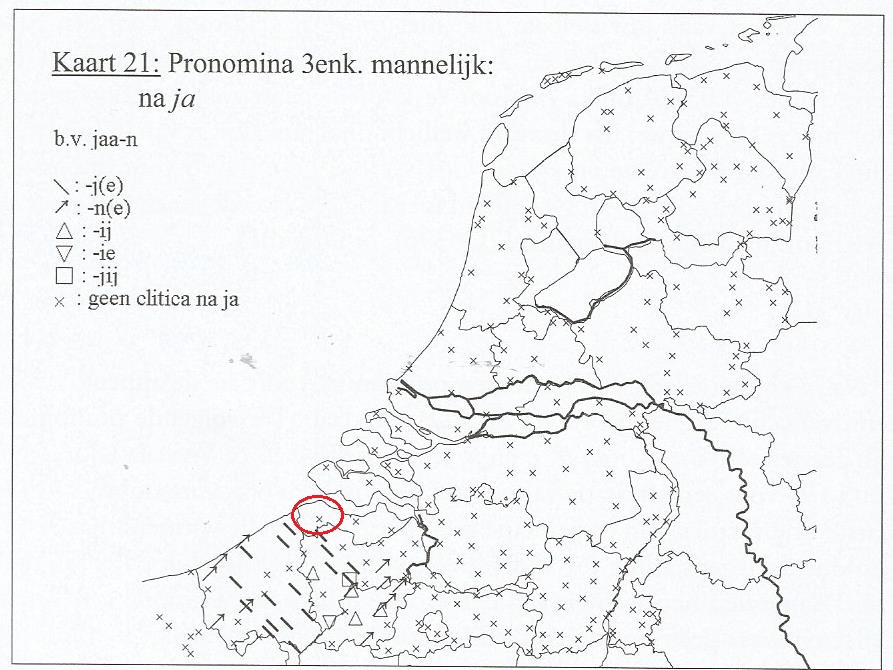 Kaart 21: Pronomina 3enk. mannelijk:
na ja
b.v. jaa-n
: -j(e)
: -n(e)
: -ij
: -ie
: -jij
× : geen clitica na ja